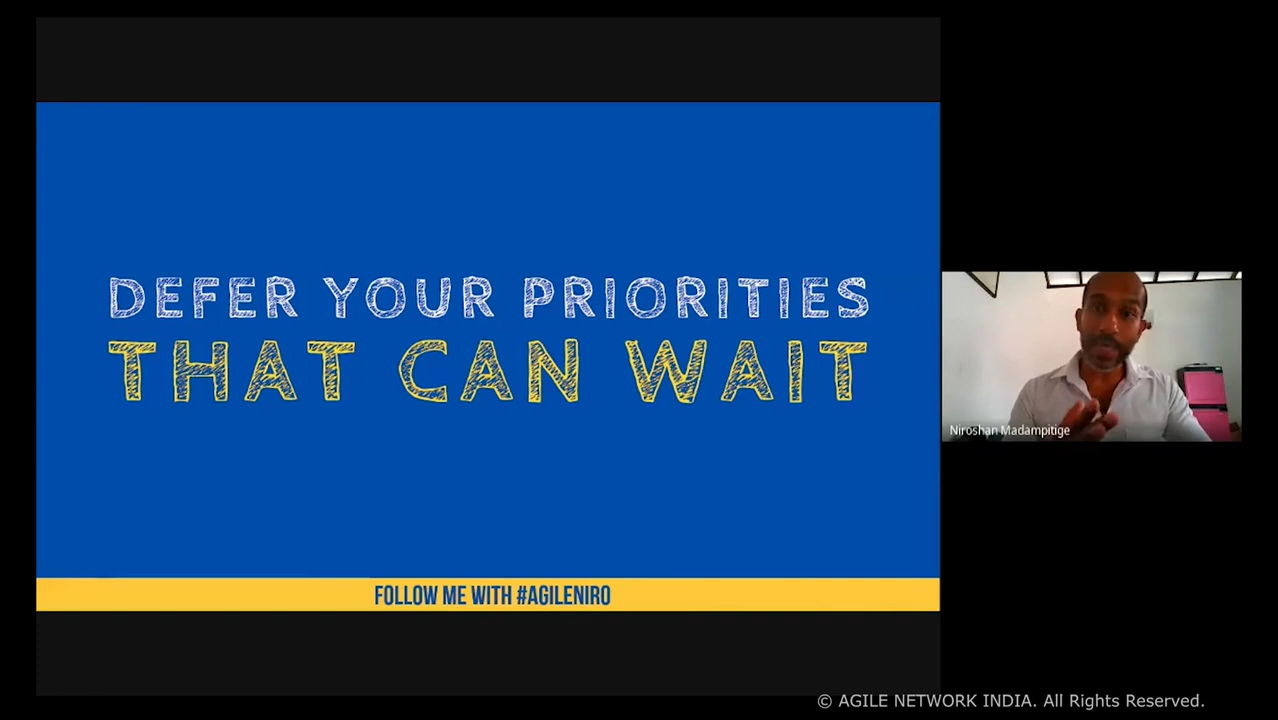 DEFER YOUR PRIORITIES
THAT CAN WAIT
Niroshan Madampitige
FOLLOW ME WITH #AGILENIRO
© AGILE NETWORK INDIA. All Rights Reserved.